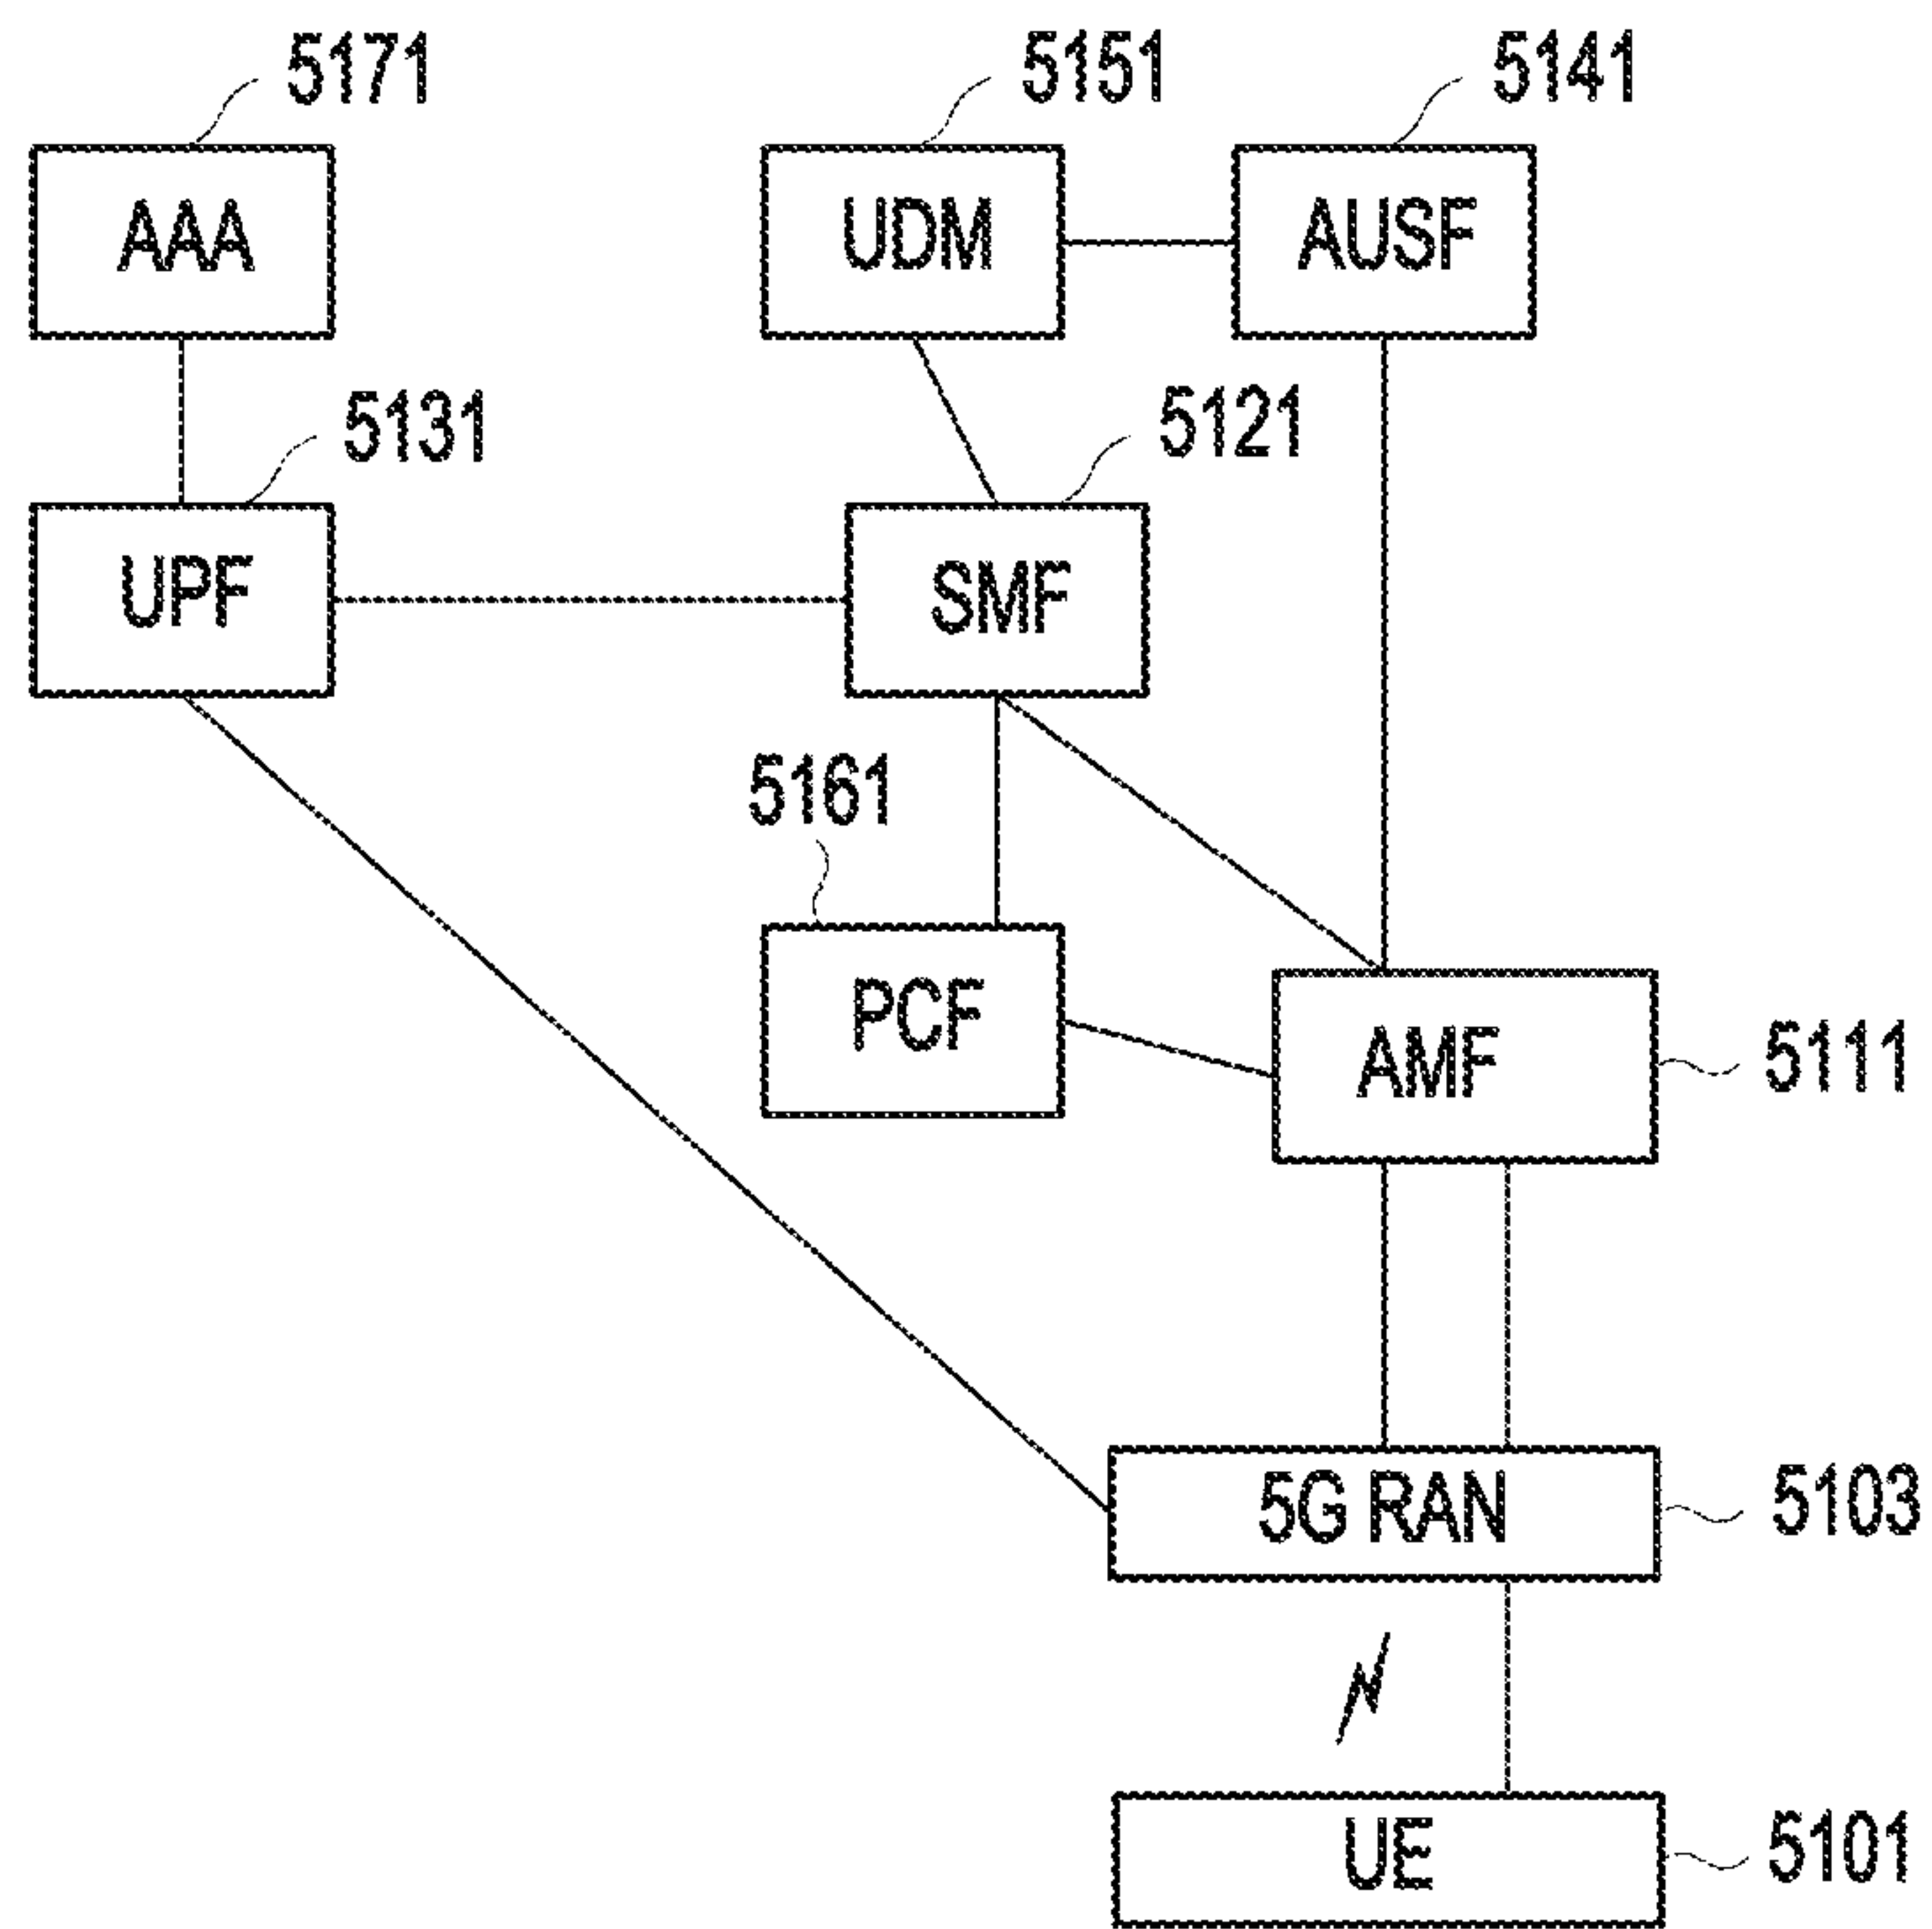 5171
5151
5141
AAA
UDM
AUSF
5131
5121
UPF
SMF
5161
PCF
AMF
5111
5G RAN
5103
UE
5101